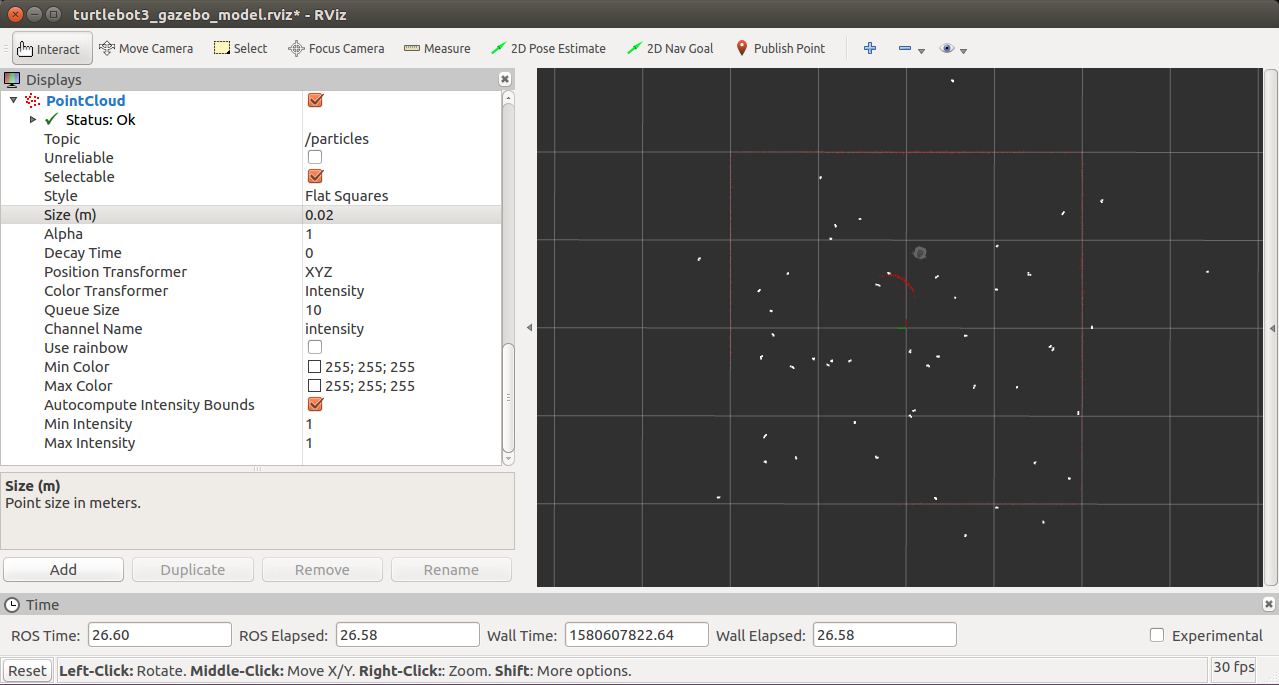 turtlebot3_gazebo_model.rviz* - RViz
Interact Move Camera Select Focus Camera Measure 2D Pose Estimate 2D Nav Goal Publish Point
Displays
PointCloud
Status: Ok
Topic /particles
Unreliable
Selectable
Style Flat Squares
Size (m) 0.02
Alpha 1
Decay Time 0
Position Transformer XYZ
Color Transformer Intensity
Queue Size 10
Channel Name intensity
Use rainbow
Min Color 255; 255; 255
Max Color 255; 255; 255
Autocompute Intensity Bounds
Min Intensity 1
Max Intensity 1
Size (m)
Point size in meters.
Add Duplicate Remove Rename
Time
ROS Time: 26.60 ROS Elapsed: 26.58 Wall Time: 1580607822.64 Wall Elapsed: 26.58 Experimental
Reset Left-Click: Rotate. Middle-Click: Move X/Y. Right-Click:: Zoom. Shift: More options. 30 fps